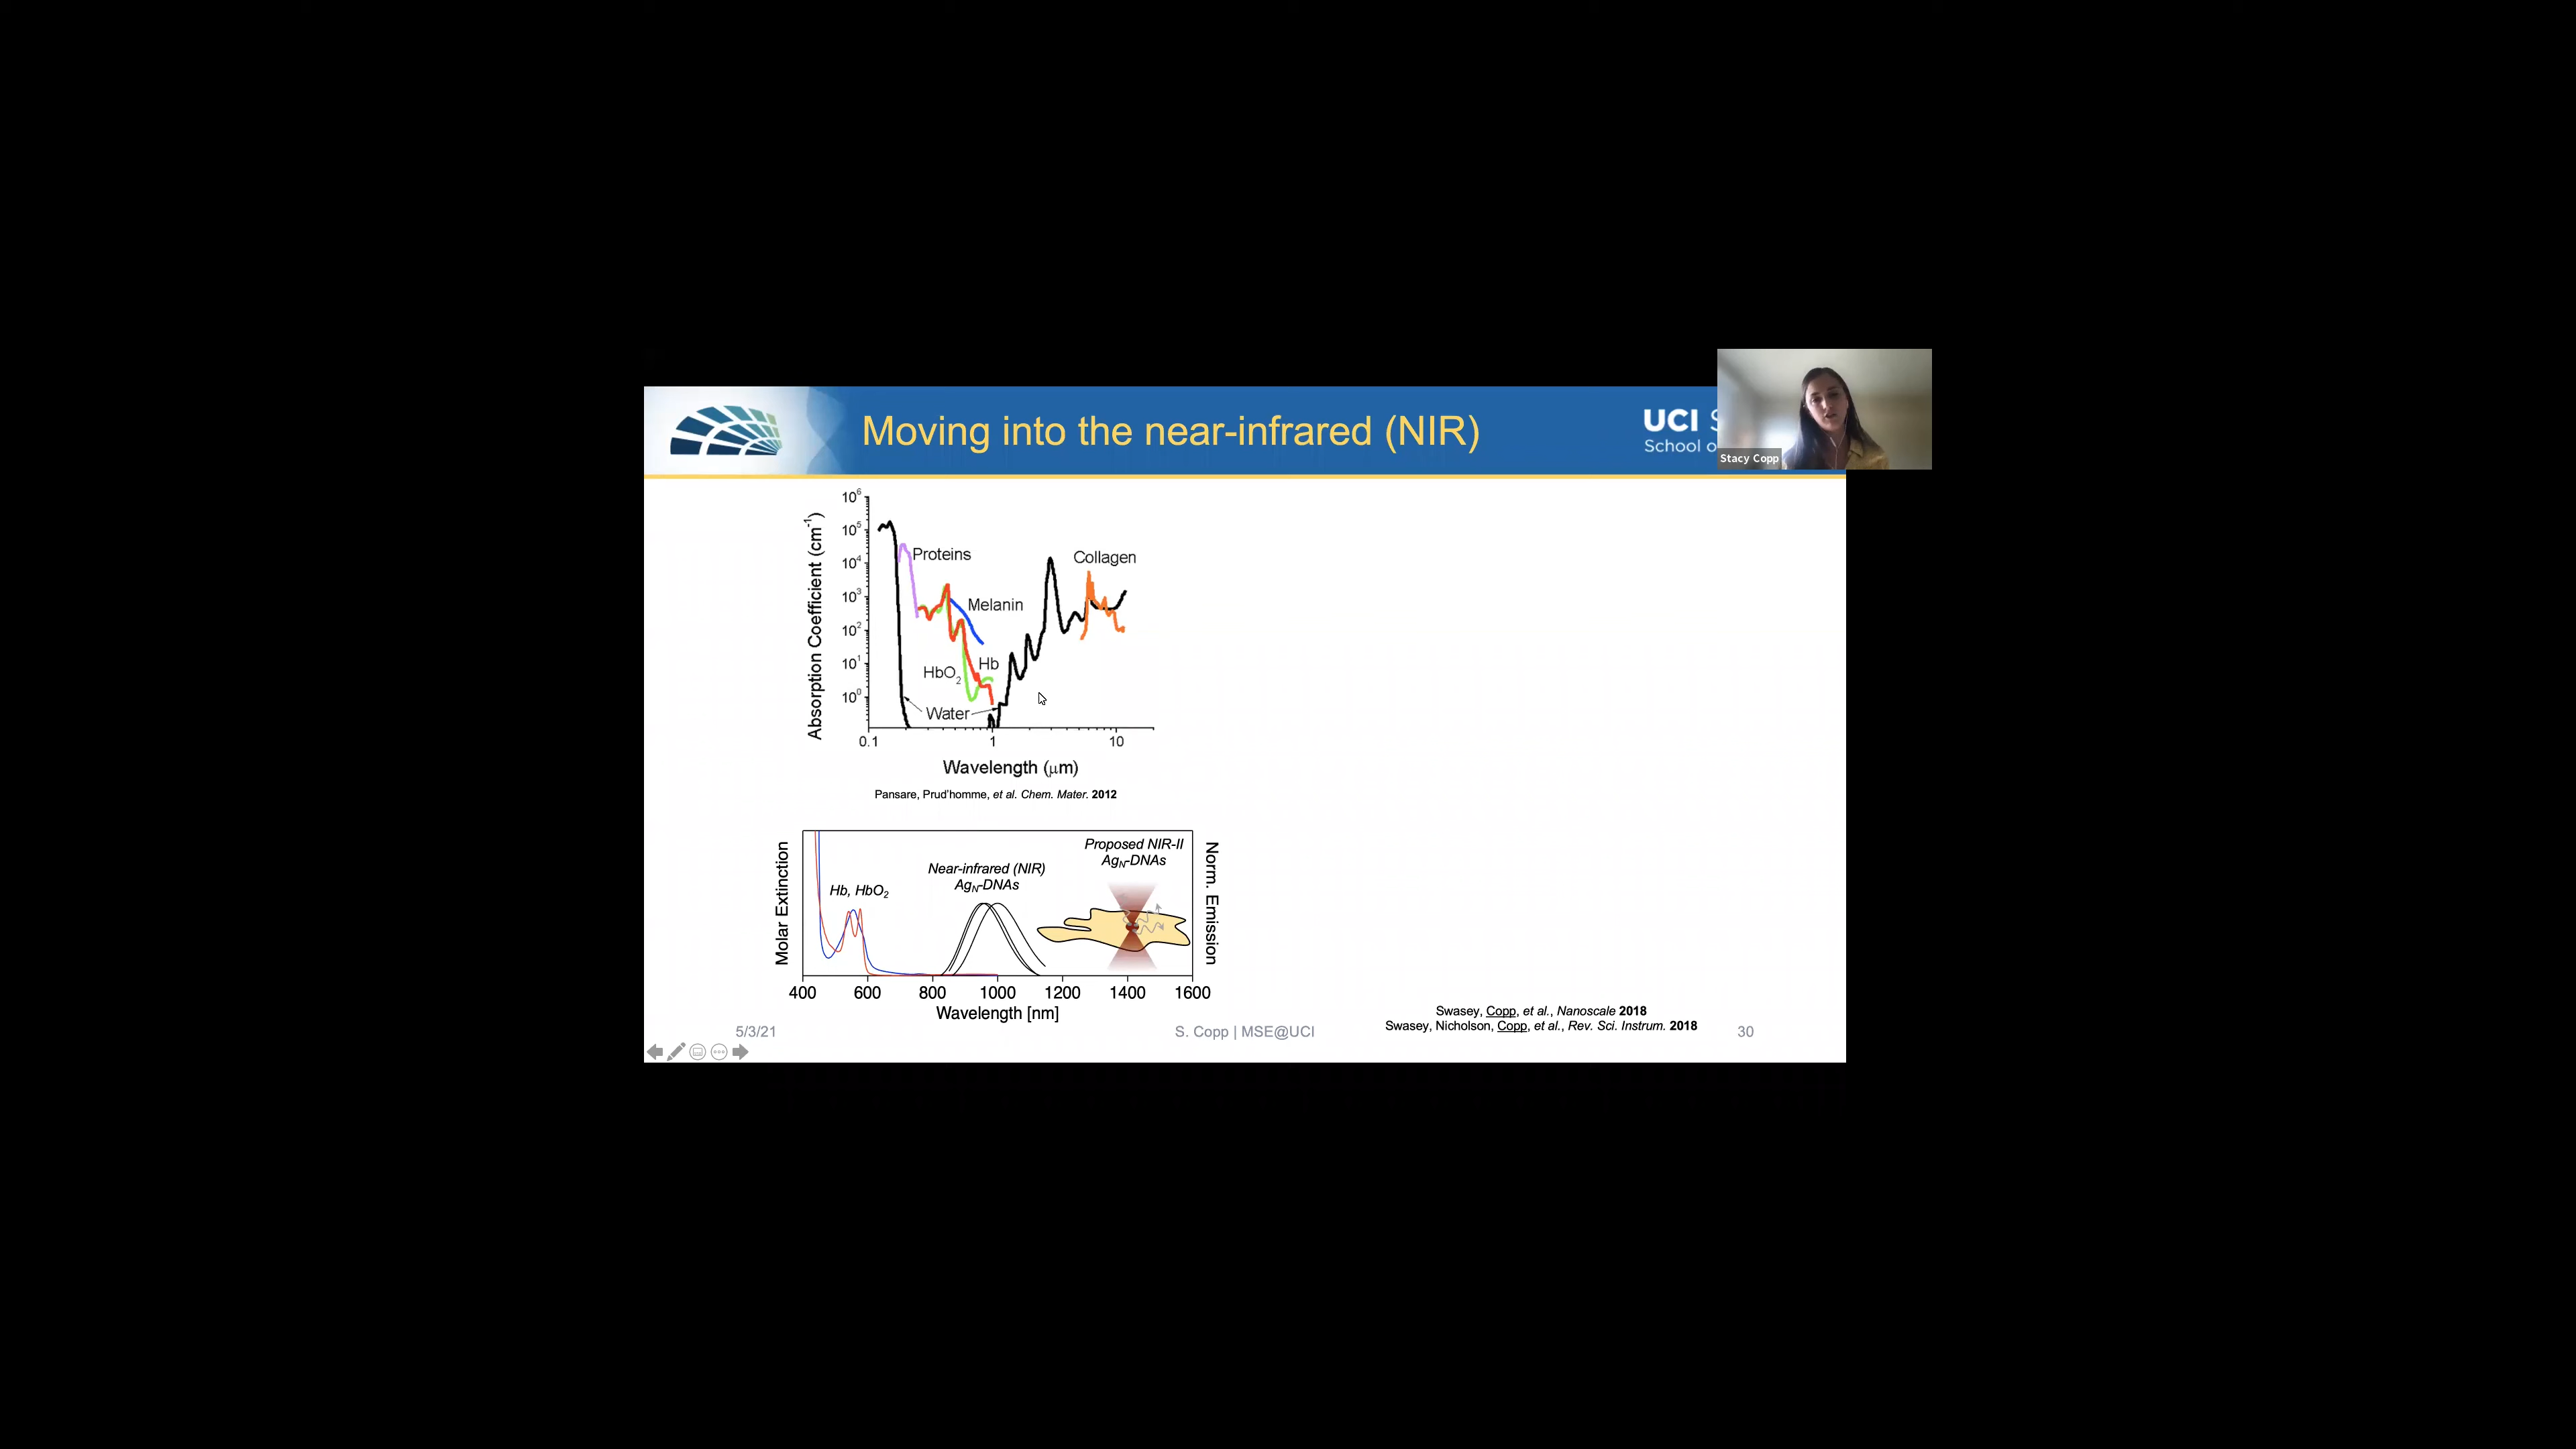 Moving into the near-infrared (NIR)
UCI S
School o
Stacy Copp
Absorption Coefficient (cm⁻¹)
10⁶
10⁵
10⁴
10³
10²
10¹
10⁰
Proteins
Collagen
Melanin
Hb
HbO₂
Water
0.1
1
10
Wavelength (μm)
Pansare, Prud'homme, et al. Chem. Mater. 2012
Molar Extinction
Hb, HbO₂
Near-infrared (NIR)
Ag_N-DNAs
Proposed NIR-II
Ag_N-DNAs
Norm. Emission
400 600 800 1000 1200 1400 1600
Wavelength [nm]
Swasey, Copp, et al., Nanoscale 2018
Swasey, Nicholson, Copp, et al., Rev. Sci. Instrum. 2018
5/3/21
S. Copp | MSE@UCI
30